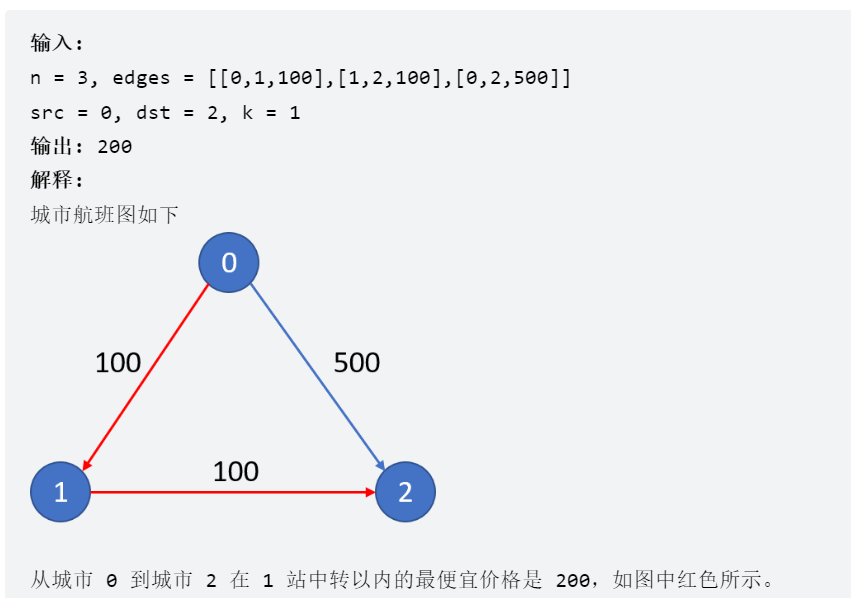 输入:
n = 3, edges = [[0,1,100],[1,2,100],[0,2,500]]
src = 0, dst = 2, k = 1
输出: 200
解释:
城市航班图如下
0
100
500
100
1
2
从城市 0 到城市 2 在 1 站中转以内的最便宜价格是 200，如图中红色所示。